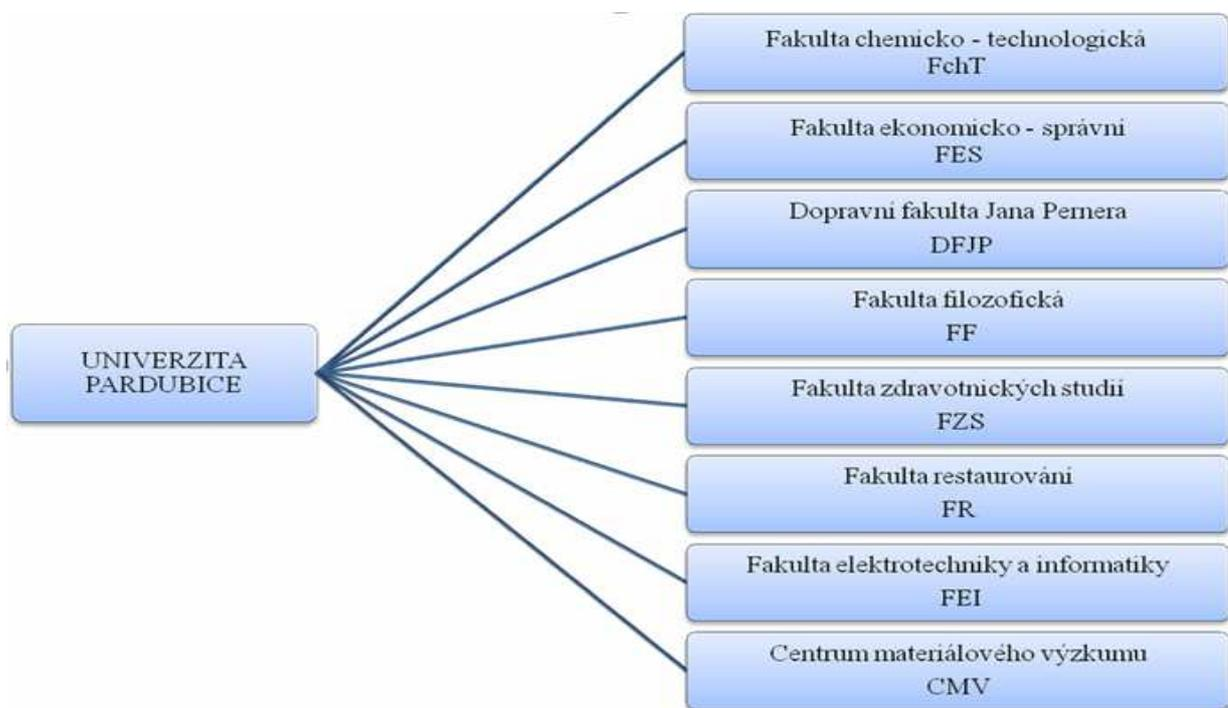 Fakulta chemicko - technologická
FchT
Fakulta ekonomicko - správní
FES
Dopravní fakulta Jana Pernera
DFJP
Fakulta filozofická
FF
UNIVERZITA
PARDUBICE
Fakulta zdravotnických studií
FZS
Fakulta restaurování
FR
Fakulta elektrotechniky a informatiky
FEI
Centrum materiálového výzkumu
CMV